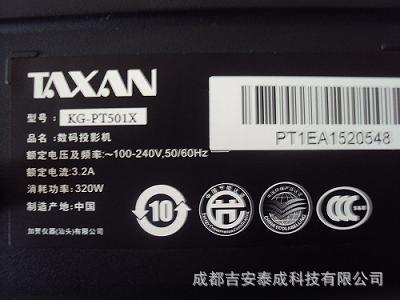 TAXAN
型号: KG-PT501X
品名: 数码投影机
额定电压及频率:~100-240V,50/60Hz
额定电流: 3.2A
消耗功率: 320W
制造产地: 中国
加贺仪器(汕头)有限公司
PT1EA1520548
10
CCC
S&E
成都吉安泰成科技有限公司